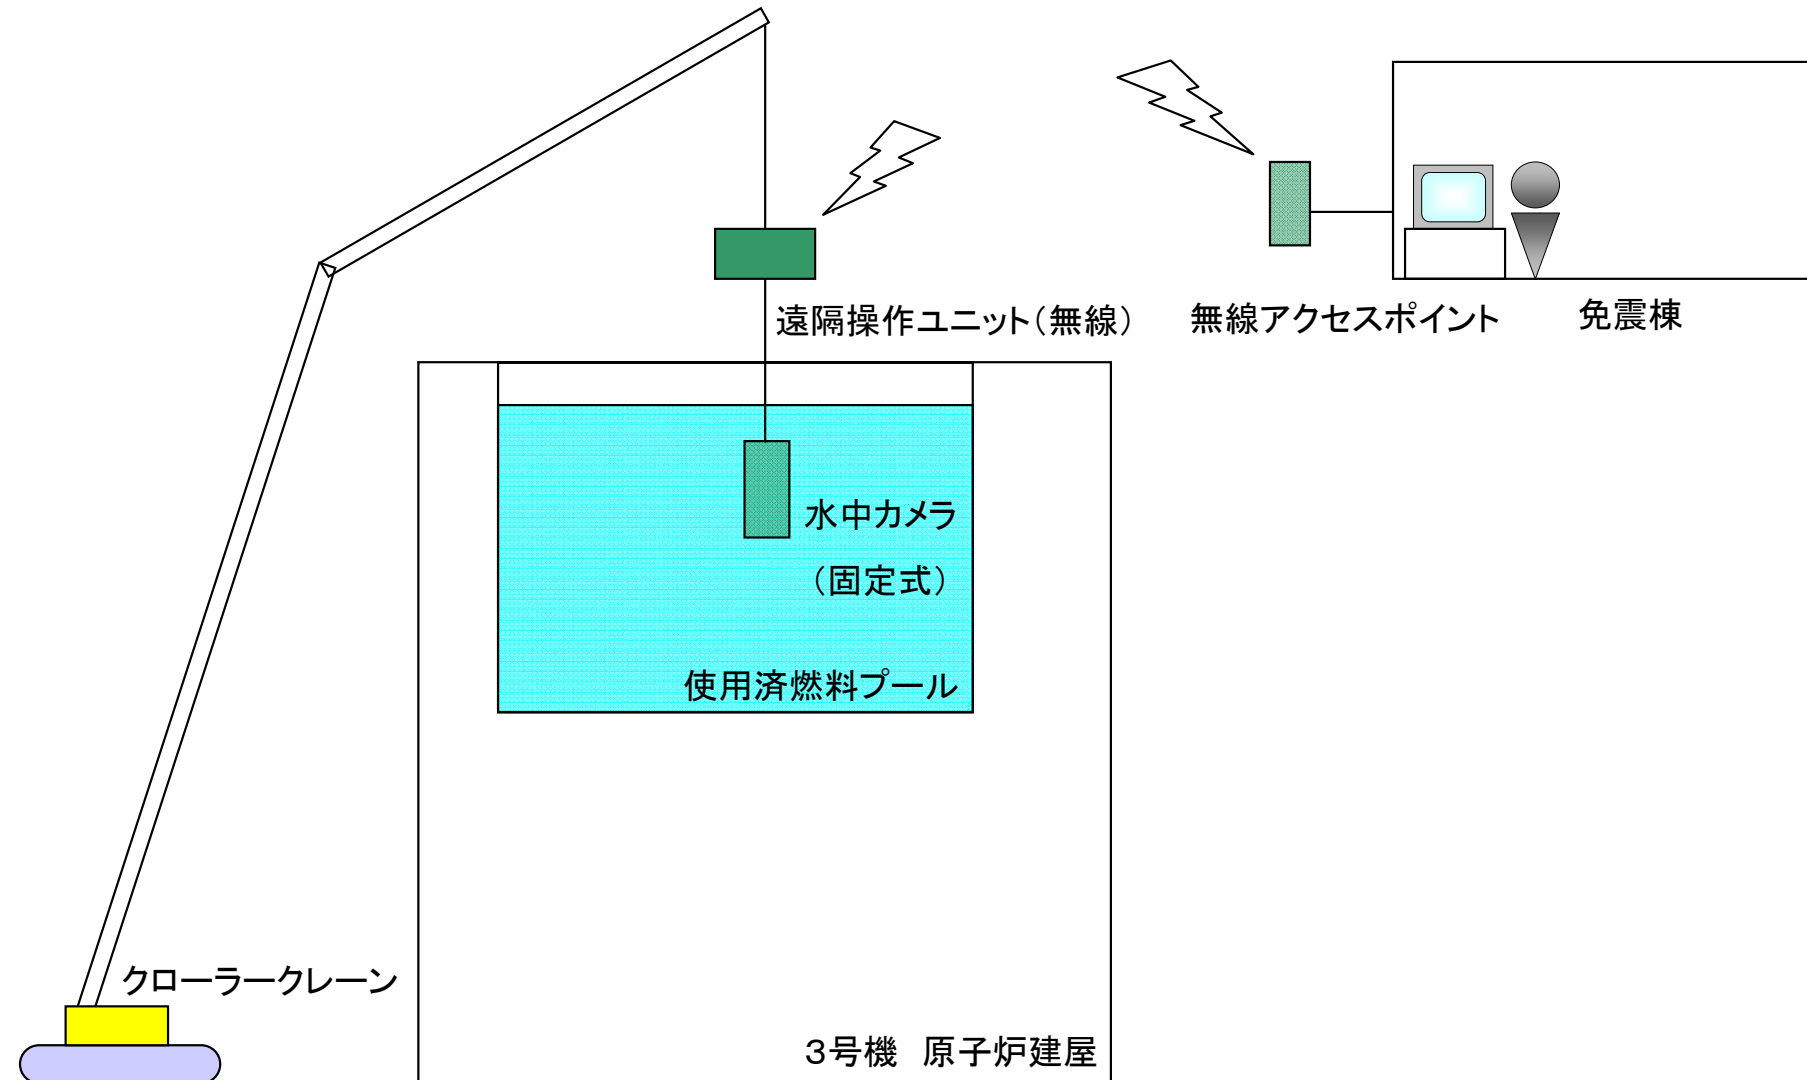 遠隔操作ユニット（無線）
無線アクセスポイント
免震棟
水中カメラ
（固定式）
使用済燃料プール
クローラークレーン
３号機　原子炉建屋